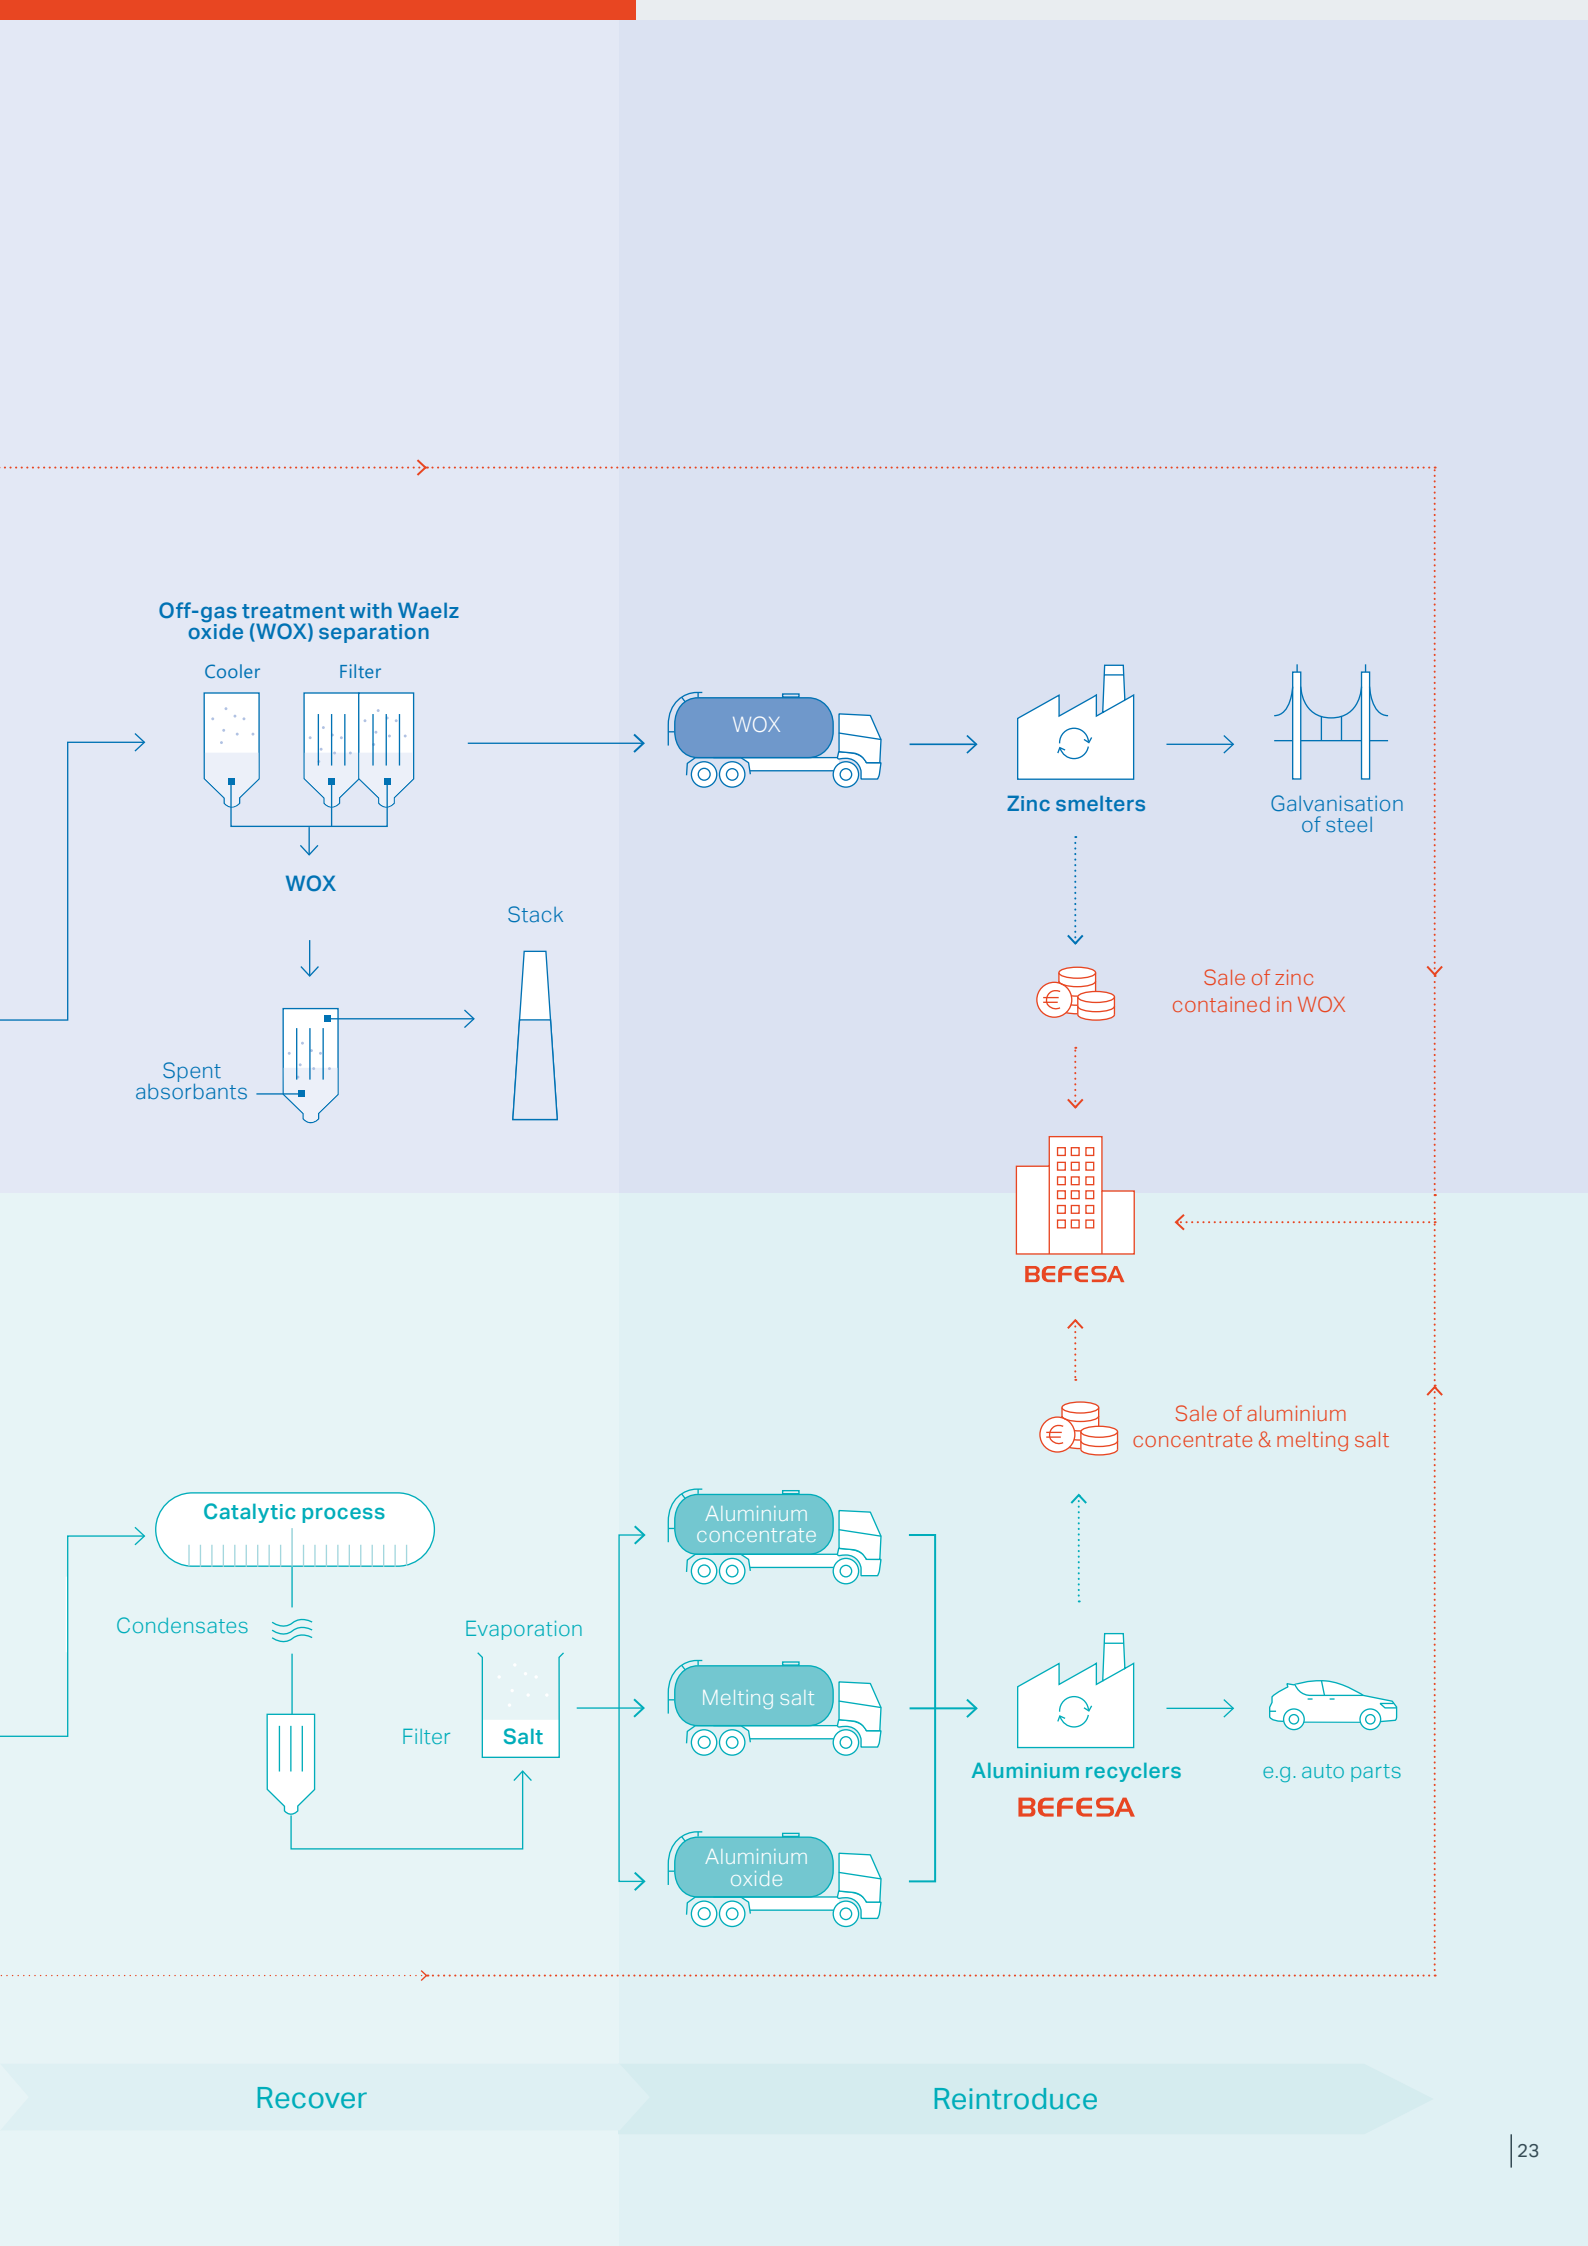 Off-gas treatment with Waelz
oxide (WOX) separation
Cooler
Filter
WOX
Zinc smelters
Galvanisation
of steel
WOX
Stack
Spent
absorbants
Sale of zinc
contained in WOX
BEFESA
Sale of aluminium
concentrate & melting salt
Catalytic process
Condensates
Evaporation
Filter
Salt
Aluminium
concentrate
Melting salt
Aluminium
oxide
Aluminium recyclers
BEFESA
e.g. auto parts
Recover
Reintroduce
23